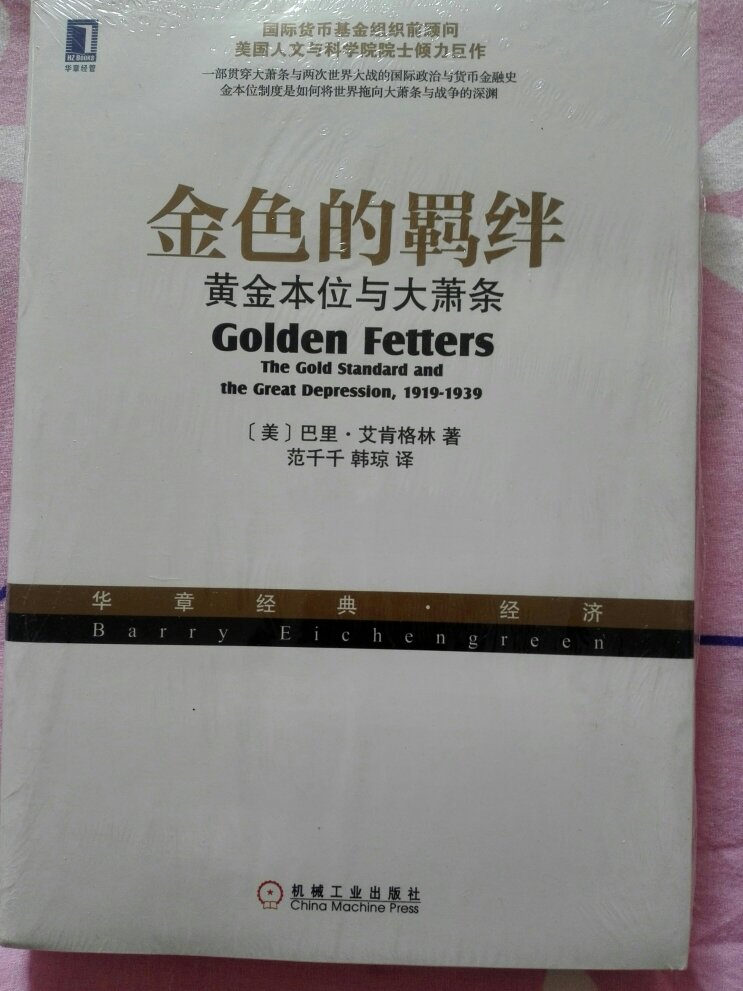 HZ Books
华章经管
国际货币基金组织前顾问
美国人文与科学院院士倾力巨作
一部贯穿大萧条与两次世界大战的国际政治与货币金融史
金本位制度是如何将世界拖向大萧条与战争的深渊
金色的羁绊
黄金本位与大萧条
Golden Fetters
The Gold Standard and
the Great Depression, 1919-1939
〔美〕巴里·艾肯格林 著
范千千 韩琼 译
华章经典·经济
Barry Eichengreen
机械工业出版社
China Machine Press